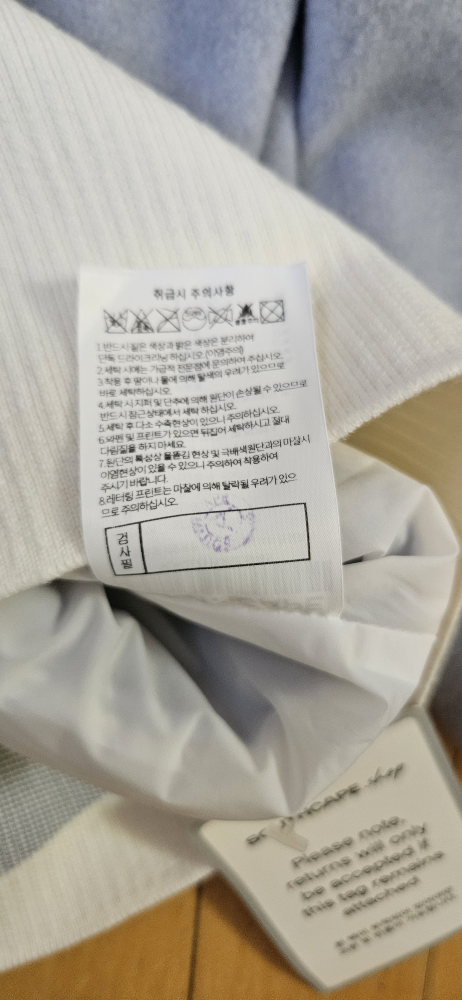 취급시 주의사항
1.반드시 짙은 색상과 밝은 색상은 분리하여
단독 드라이크리닝 하십시오.(이염주의)
2.세탁 시에는 가급적 전문점에 문의하여 주십시오.
3.착용 후 땀이나 물에 의해 탈색의 우려가 있으므로
바로 세탁하십시오.
4.세탁 시 지퍼 및 단추에 의해 원단이 손상될 수 있으므로
반드시 잠근상태에서 세탁 하십시오.
5.세탁 후 다소 수축현상이 있으니 주의하십시오.
6.와펜 및 프린트가 있으면 뒤집어 세탁하시고 절대
다림질을 하지 마세요.
7.원단의 특성상 올뜯김 현상 및 극배색원단과의 마찰시
이염현상이 있을 수 있으니 주의하여 착용하여
주시기 바랍니다.
8.레터링 프린트는 마찰에 의해 탈락될 우려가 있으
므로 주의하십시오.
검사필
shop
Please note,
returns will only
be accepted if
this tag remains
attached